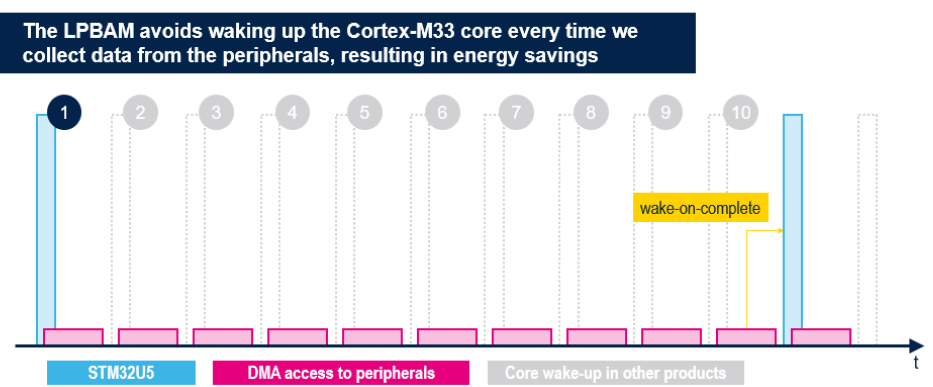 The LPBAM avoids waking up the Cortex-M33 core every time we
collect data from the peripherals, resulting in energy savings
1 2 3 4 5 6 7 8 9 10
wake-on-complete
t
STM32U5 DMA access to peripherals Core wake-up in other products